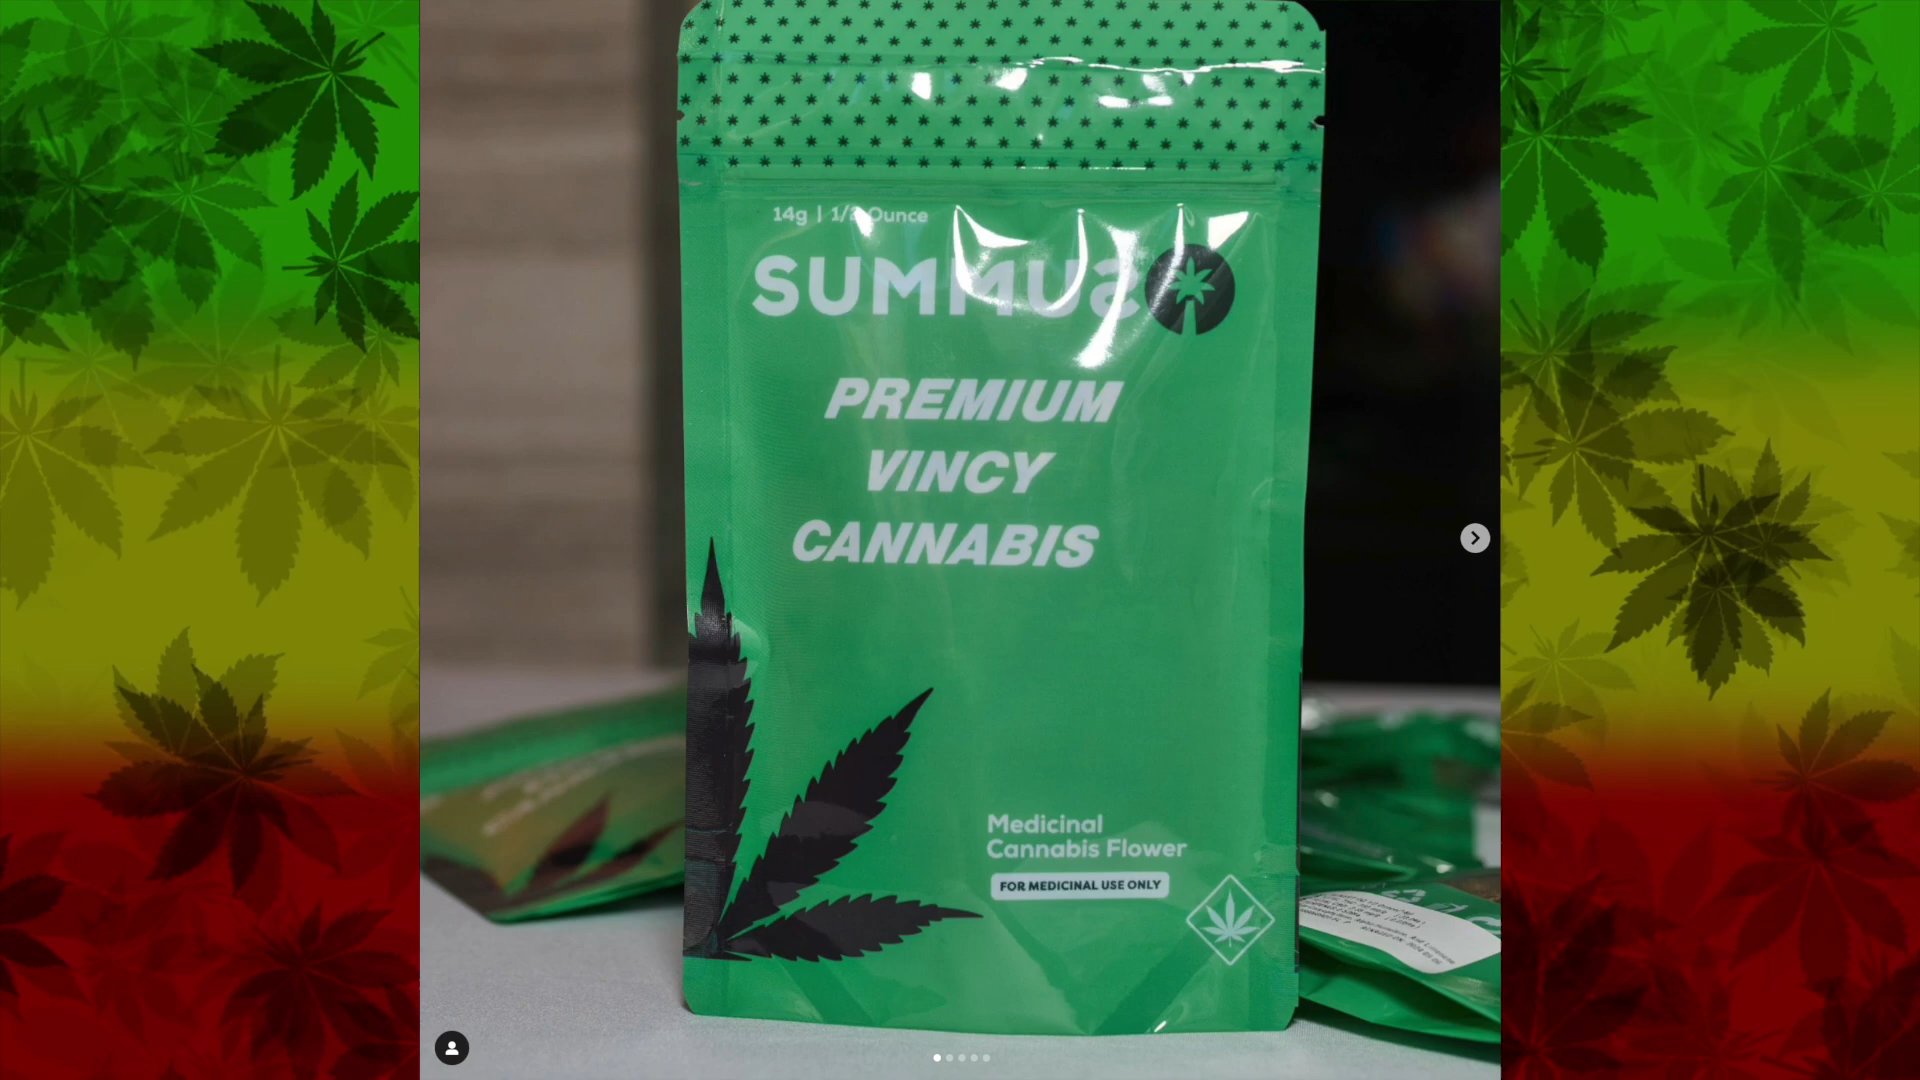 14g | 1/2 Ounce
SUMMUS
PREMIUM
VINCY
CANNABIS
Medicinal
Cannabis Flower
FOR MEDICINAL USE ONLY